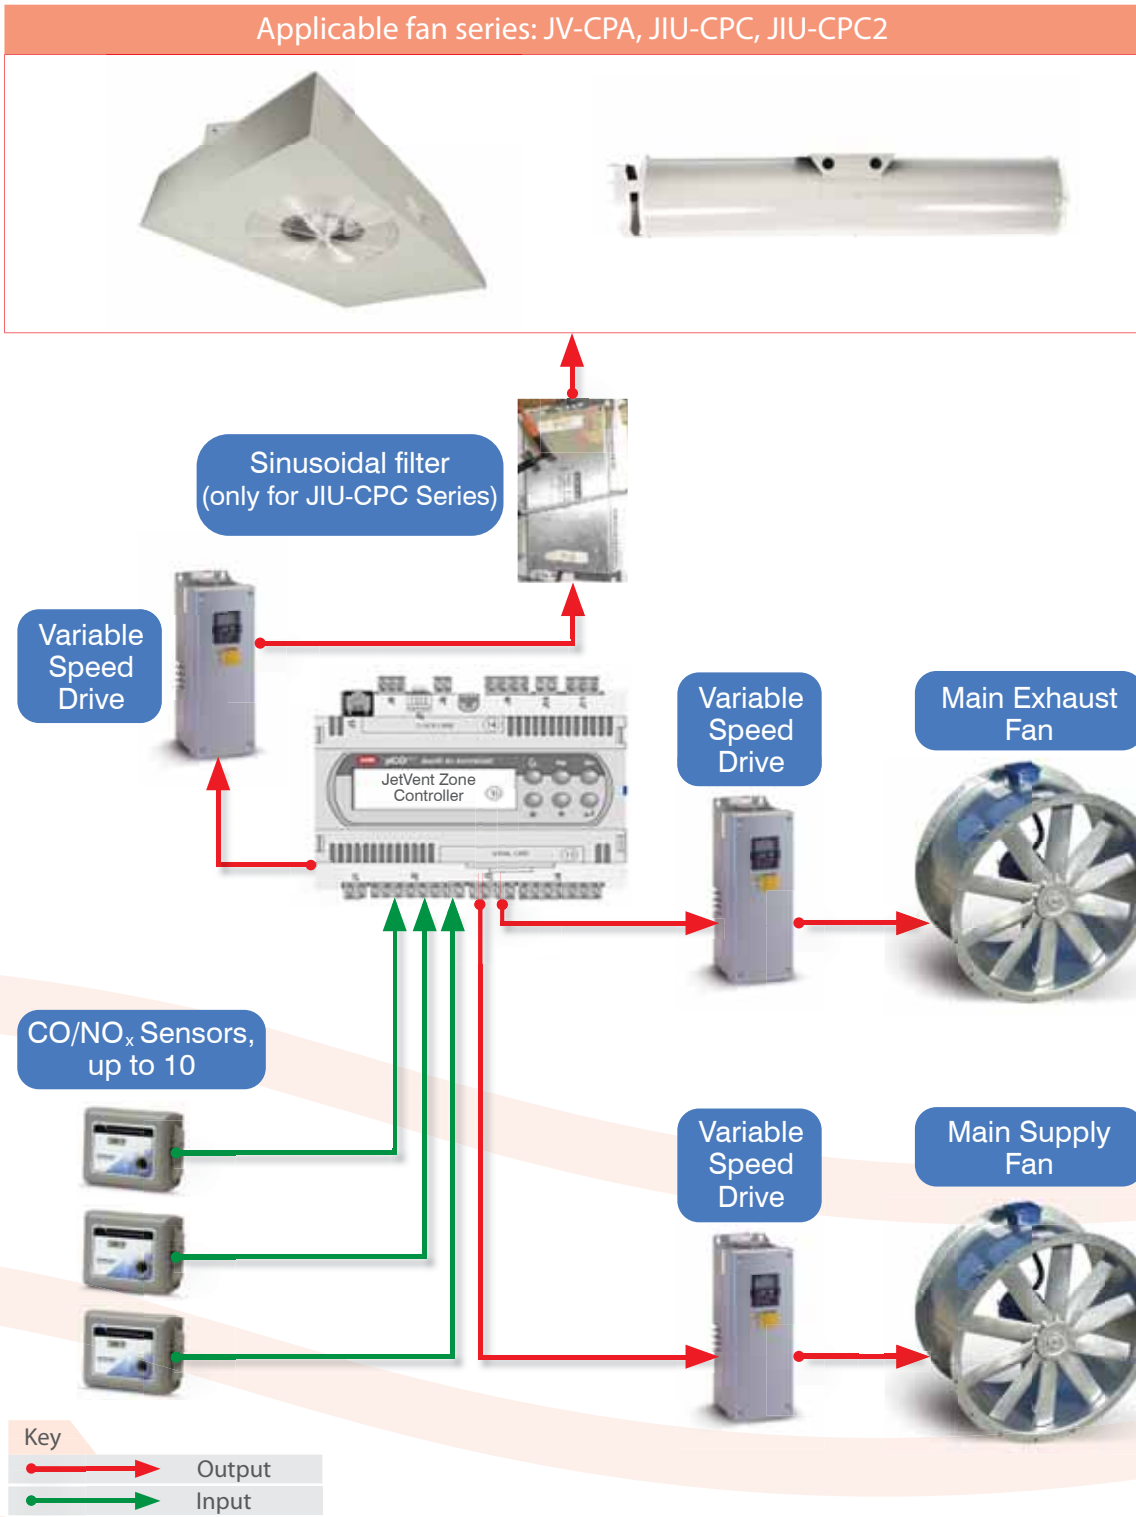 Applicable fan series: JV-CPA, JIU-CPC, JIU-CPC2
Sinusoidal filter
(only for JIU-CPC Series)
Variable
Speed
Drive
JetVent Zone
Controller
Variable
Speed
Drive
Main Exhaust
Fan
CO/NOx Sensors,
up to 10
Variable
Speed
Drive
Main Supply
Fan
Key
Output
Input